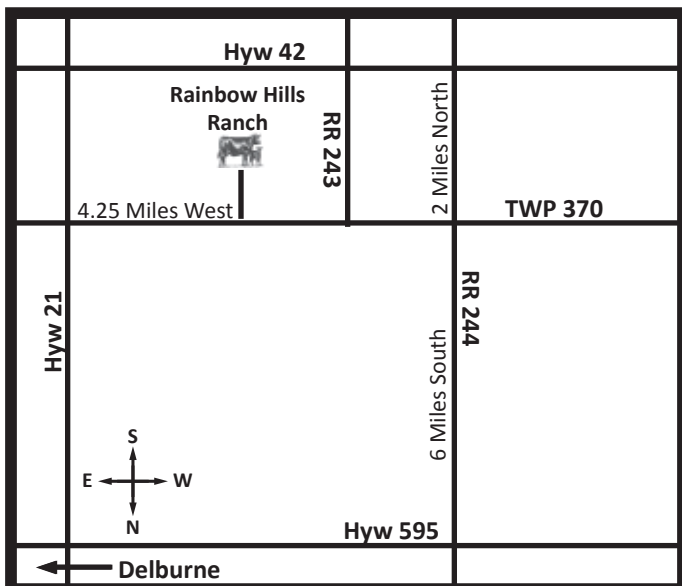 Hyw 42
Rainbow Hills
Ranch
RR 243
2 Miles North
4.25 Miles West
TWP 370
Hyw 21
RR 244
6 Miles South
S
E W
N
Hyw 595
Delburne